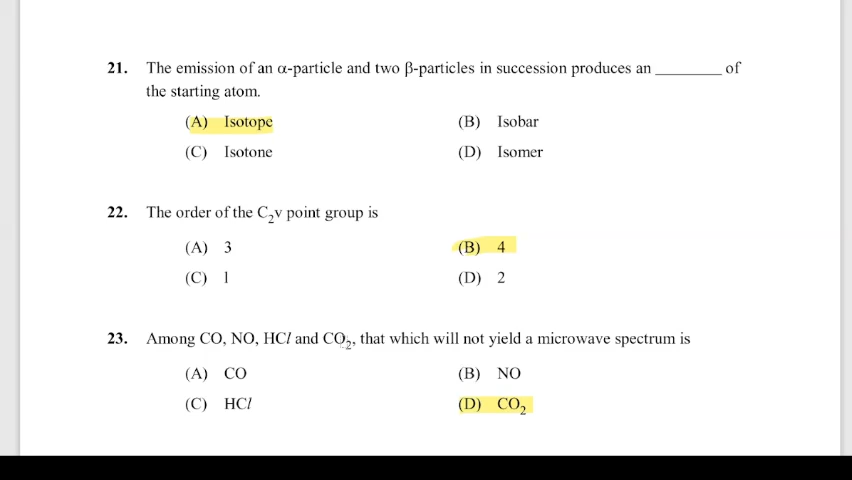 21. The emission of an α-particle and two β-particles in succession produces an ________ of
the starting atom.
(A) Isotope (B) Isobar
(C) Isotone (D) Isomer
22. The order of the C₂v point group is
(A) 3 (B) 4
(C) 1 (D) 2
23. Among CO, NO, HCl and CO₂, that which will not yield a microwave spectrum is
(A) CO (B) NO
(C) HCl (D) CO₂